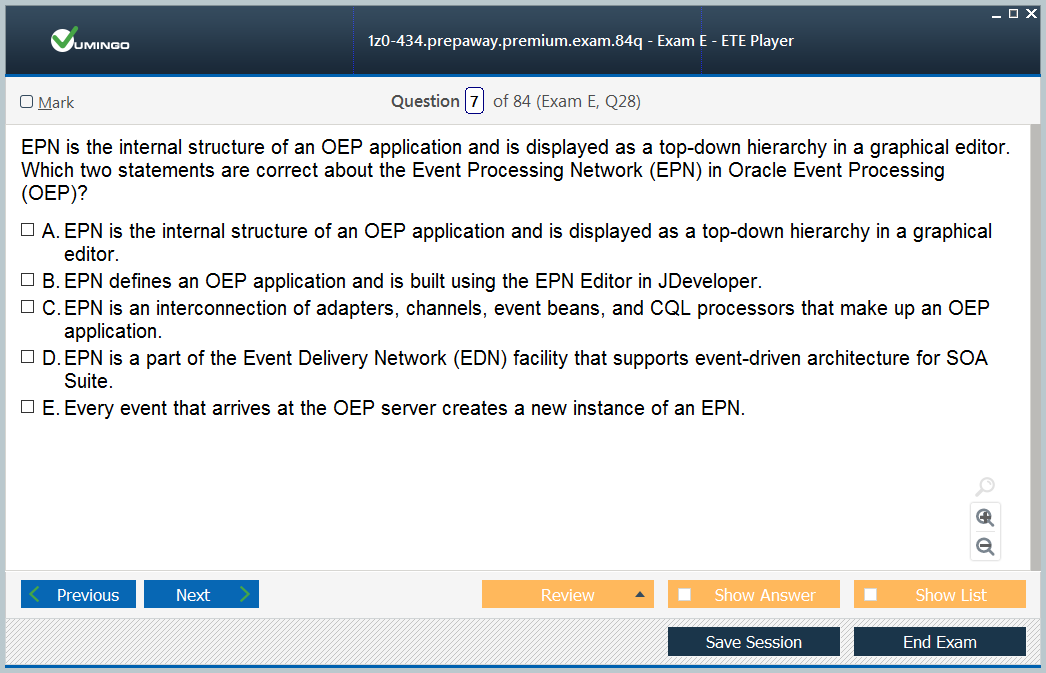 1z0-434.prepaway.premium.exam.84q - Exam E - ETE Player
VUMINGO
Mark
Question 7 of 84 (Exam E, Q28)
EPN is the internal structure of an OEP application and is displayed as a top-down hierarchy in a graphical editor.
Which two statements are correct about the Event Processing Network (EPN) in Oracle Event Processing
(OEP)?
A. EPN is the internal structure of an OEP application and is displayed as a top-down hierarchy in a graphical
editor.
B. EPN defines an OEP application and is built using the EPN Editor in JDeveloper.
C. EPN is an interconnection of adapters, channels, event beans, and CQL processors that make up an OEP
application.
D. EPN is a part of the Event Delivery Network (EDN) facility that supports event-driven architecture for SOA
Suite.
E. Every event that arrives at the OEP server creates a new instance of an EPN.
Previous
Next
Review
Show Answer
Show List
Save Session
End Exam